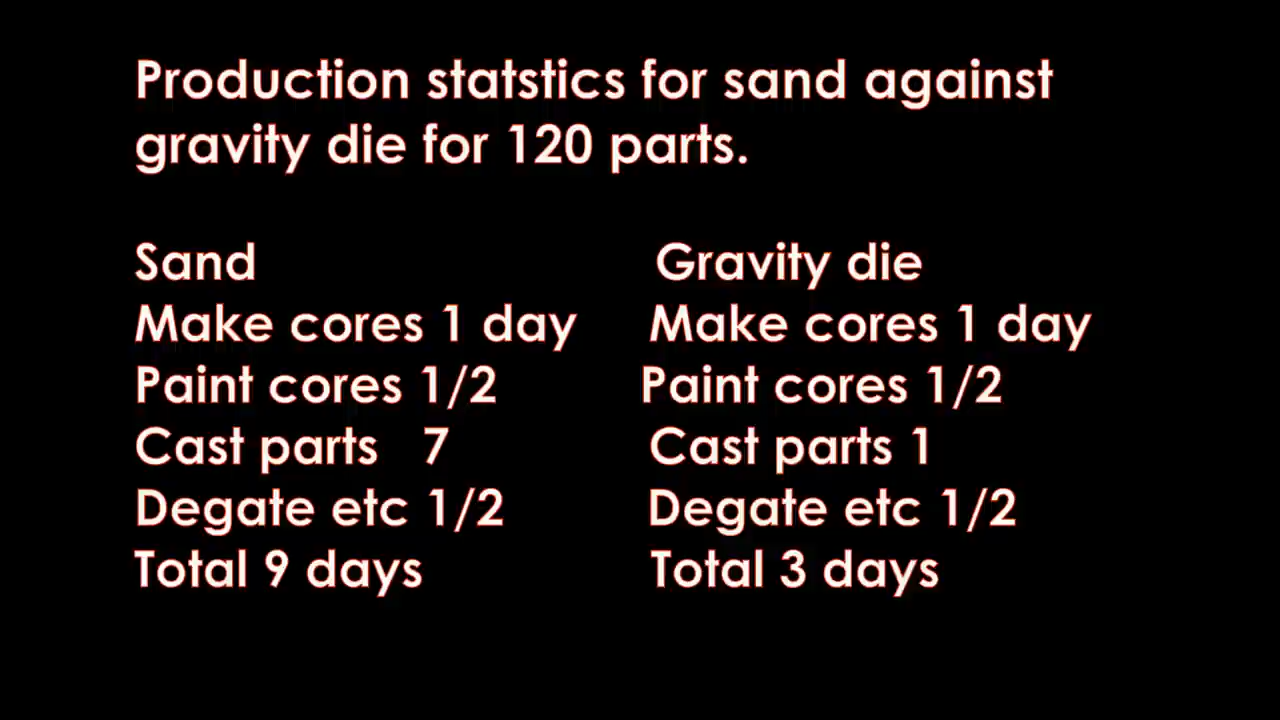 Production statstics for sand against
gravity die for 120 parts.
Sand Gravity die
Make cores 1 day Make cores 1 day
Paint cores 1/2 Paint cores 1/2
Cast parts 7 Cast parts 1
Degate etc 1/2 Degate etc 1/2
Total 9 days Total 3 days